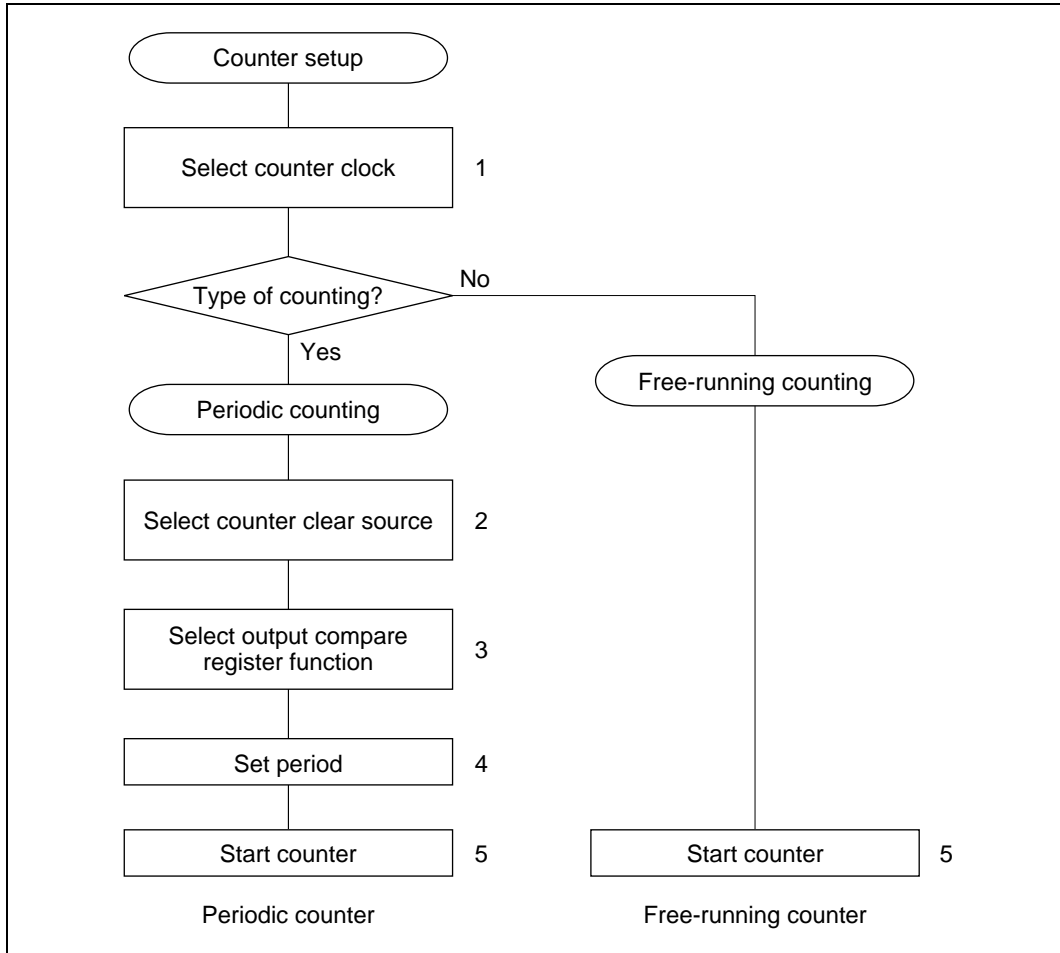 Counter setup
Select counter clock
1
Type of counting?
No
Yes
Free-running counting
Periodic counting
Select counter clear source
2
Select output compare
register function
3
Set period
4
Start counter
5
Start counter
5
Periodic counter
Free-running counter